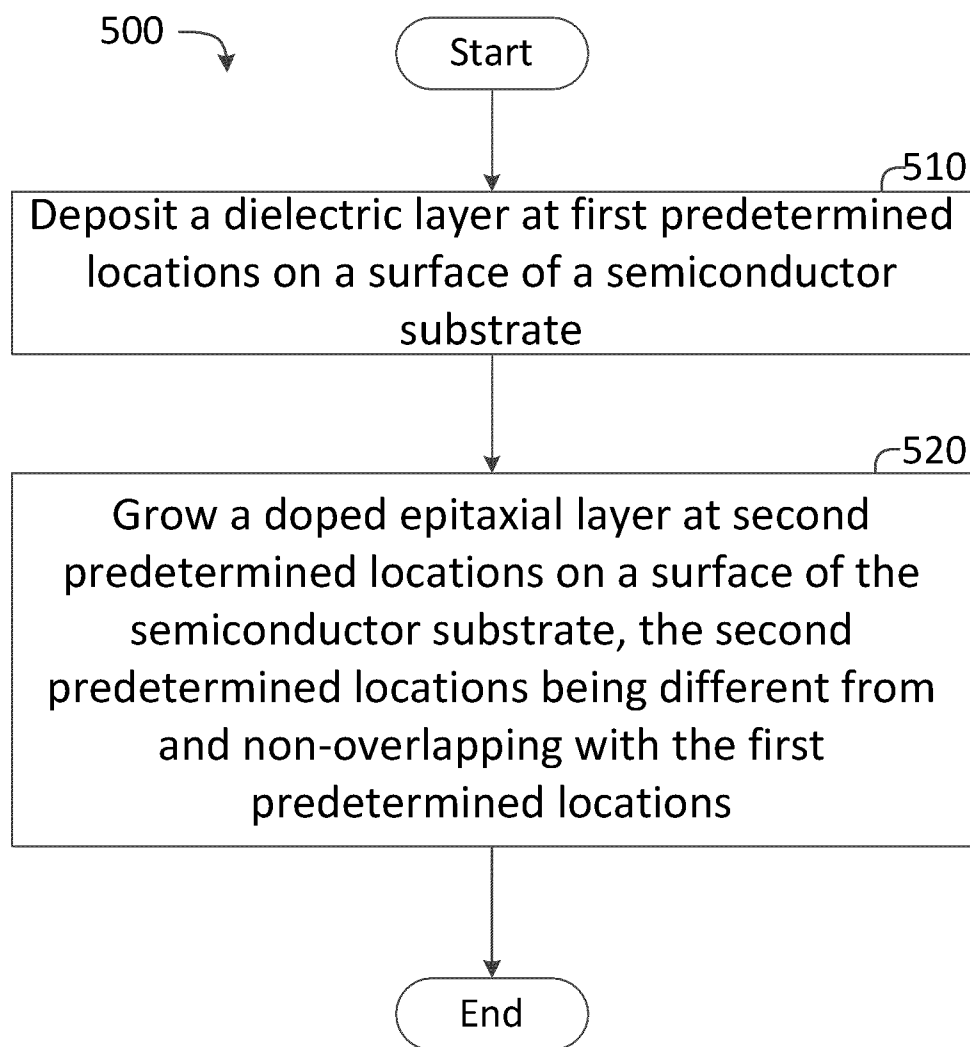 500
Start
510
Deposit a dielectric layer at first predetermined
locations on a surface of a semiconductor
substrate
520
Grow a doped epitaxial layer at second
predetermined locations on a surface of the
semiconductor substrate, the second
predetermined locations being different from
and non-overlapping with the first
predetermined locations
End